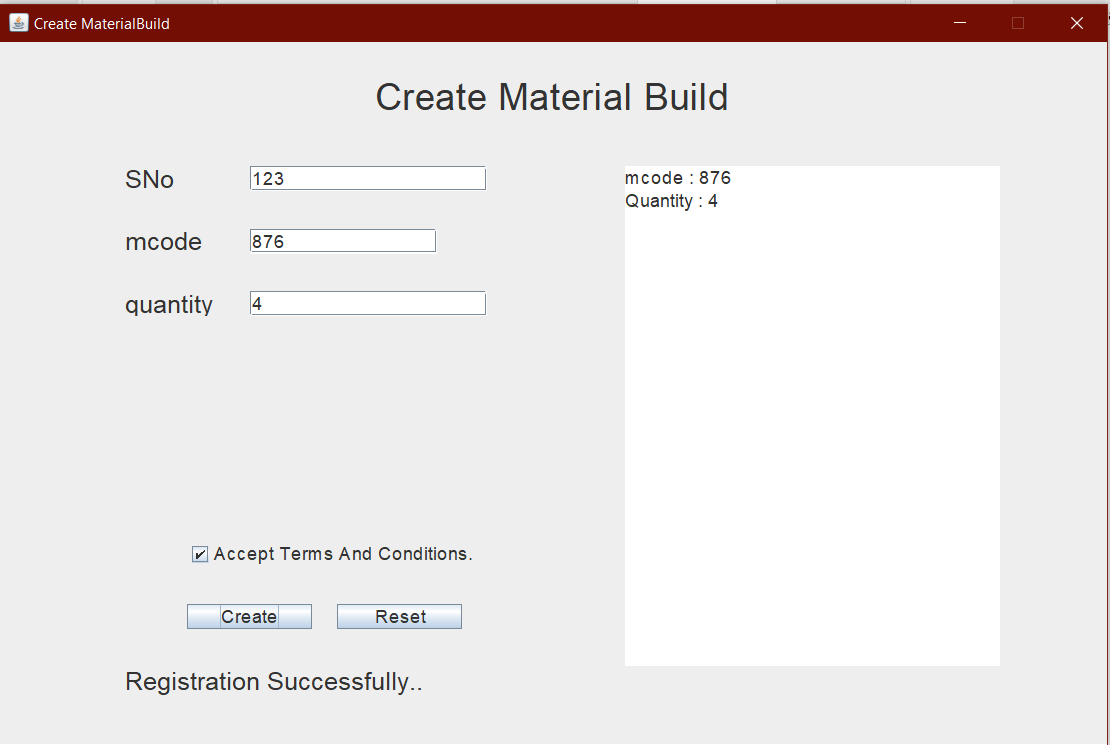 Create MaterialBuild
Create Material Build
SNo 123
mcode 876
quantity 4
mcode : 876
Quantity : 4
Accept Terms And Conditions.
Create Reset
Registration Successfully..